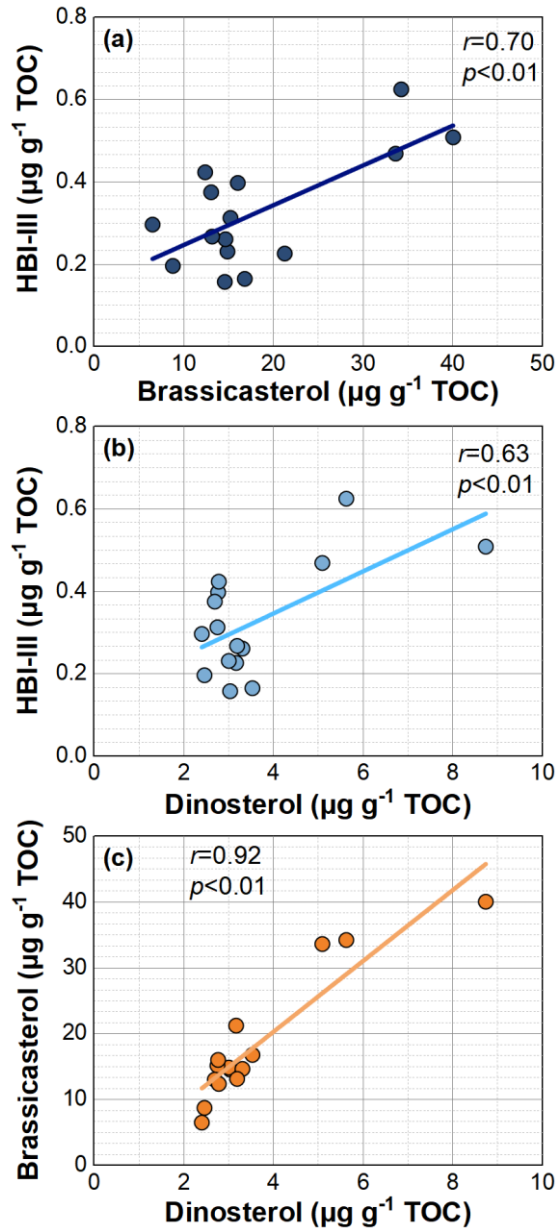 (a)
r=0.70
p<0.01
HBI-III (µg g⁻¹ TOC)
0.8
0.6
0.4
0.2
0.0
0 10 20 30 40 50
Brassicasterol (µg g⁻¹ TOC)
(b)
r=0.63
p<0.01
HBI-III (µg g⁻¹ TOC)
0.8
0.6
0.4
0.2
0.0
0 2 4 6 8 10
Dinosterol (µg g⁻¹ TOC)
(c)
r=0.92
p<0.01
Brassicasterol (µg g⁻¹ TOC)
50
40
30
20
10
0
0 2 4 6 8 10
Dinosterol (µg g⁻¹ TOC)